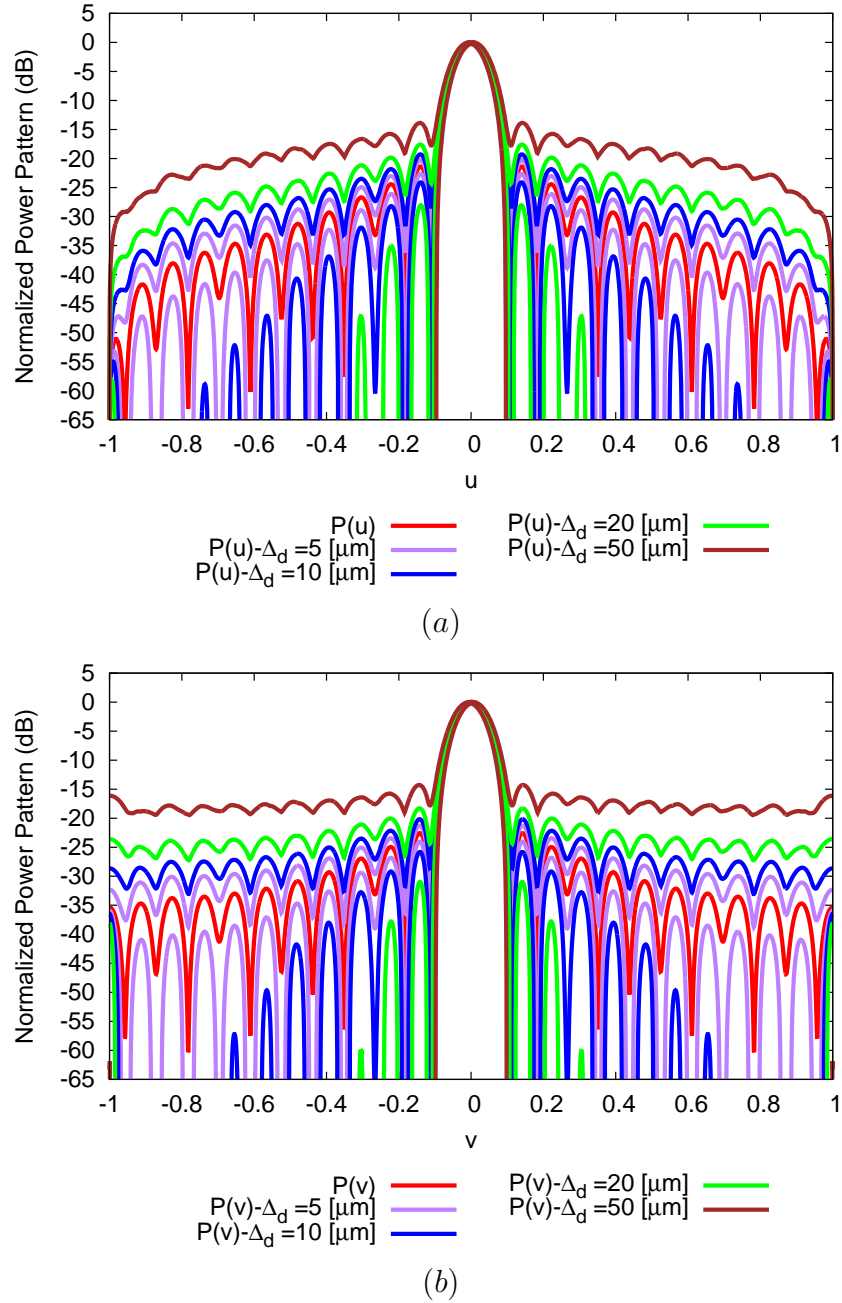 Normalized Power Pattern (dB)
5
0
-5
-10
-15
-20
-25
-30
-35
-40
-45
-50
-55
-60
-65
-1 -0.8 -0.6 -0.4 -0.2 0 0.2 0.4 0.6 0.8 1
u
P(u)
P(u)-Δd =5 [μm]
P(u)-Δd =10 [μm]
P(u)-Δd =20 [μm]
P(u)-Δd =50 [μm]
(a)
Normalized Power Pattern (dB)
5
0
-5
-10
-15
-20
-25
-30
-35
-40
-45
-50
-55
-60
-65
-1 -0.8 -0.6 -0.4 -0.2 0 0.2 0.4 0.6 0.8 1
v
P(v)
P(v)-Δd =5 [μm]
P(v)-Δd =10 [μm]
P(v)-Δd =20 [μm]
P(v)-Δd =50 [μm]
(b)